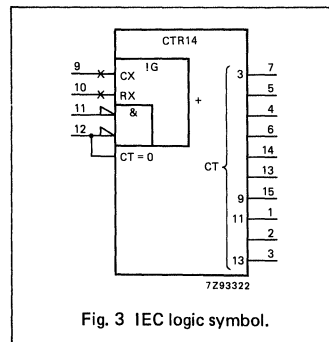 CTR14
!G
9 CX 3 7
10 RX + 5
11 & 4
12 6
CT = 0 14
CT 13
9 15
11 1
2
13 3
7Z93322
Fig. 3 IEC logic symbol.